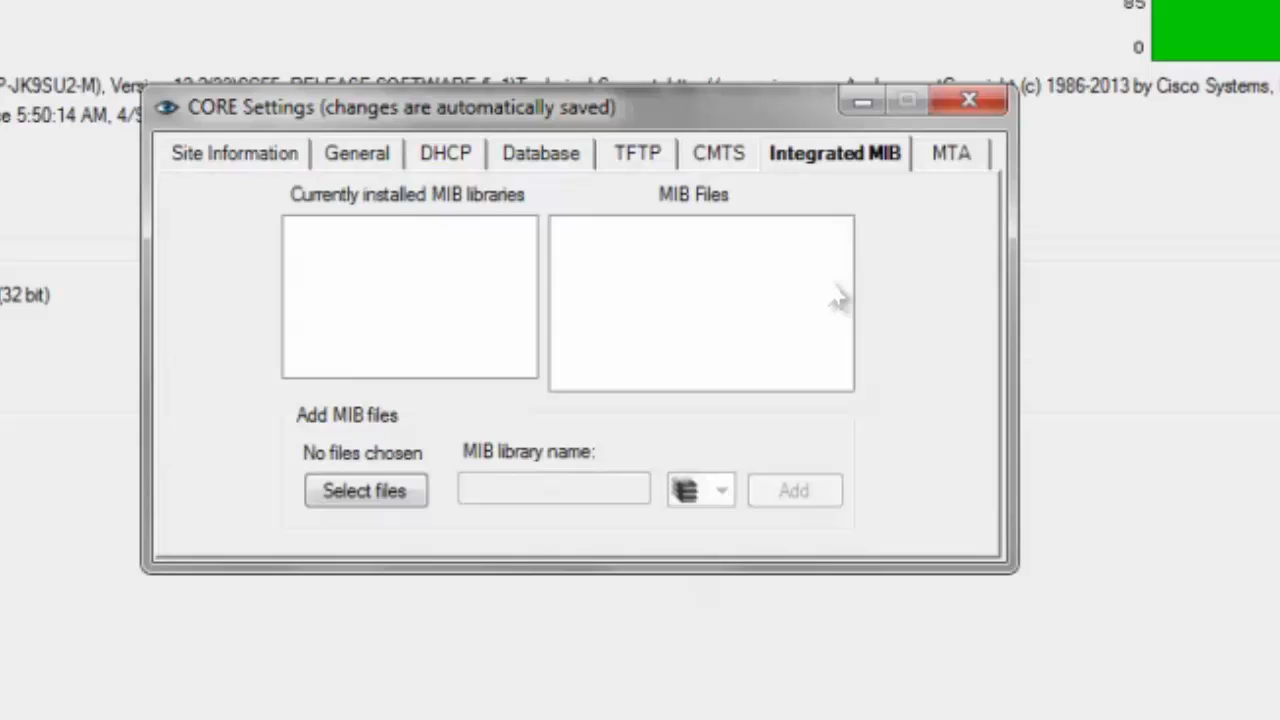 85
0
P-JK9SU2-M), Version
(c) 1986-2013 by Cisco Systems,
CORE Settings (changes are automatically saved)
e 5:50:14 AM, 4/5
Site Information General DHCP Database TFTP CMTS Integrated MIB MTA
Currently installed MIB libraries MIB Files
(32 bit)
Add MIB files
No files chosen MIB library name:
Select files Add